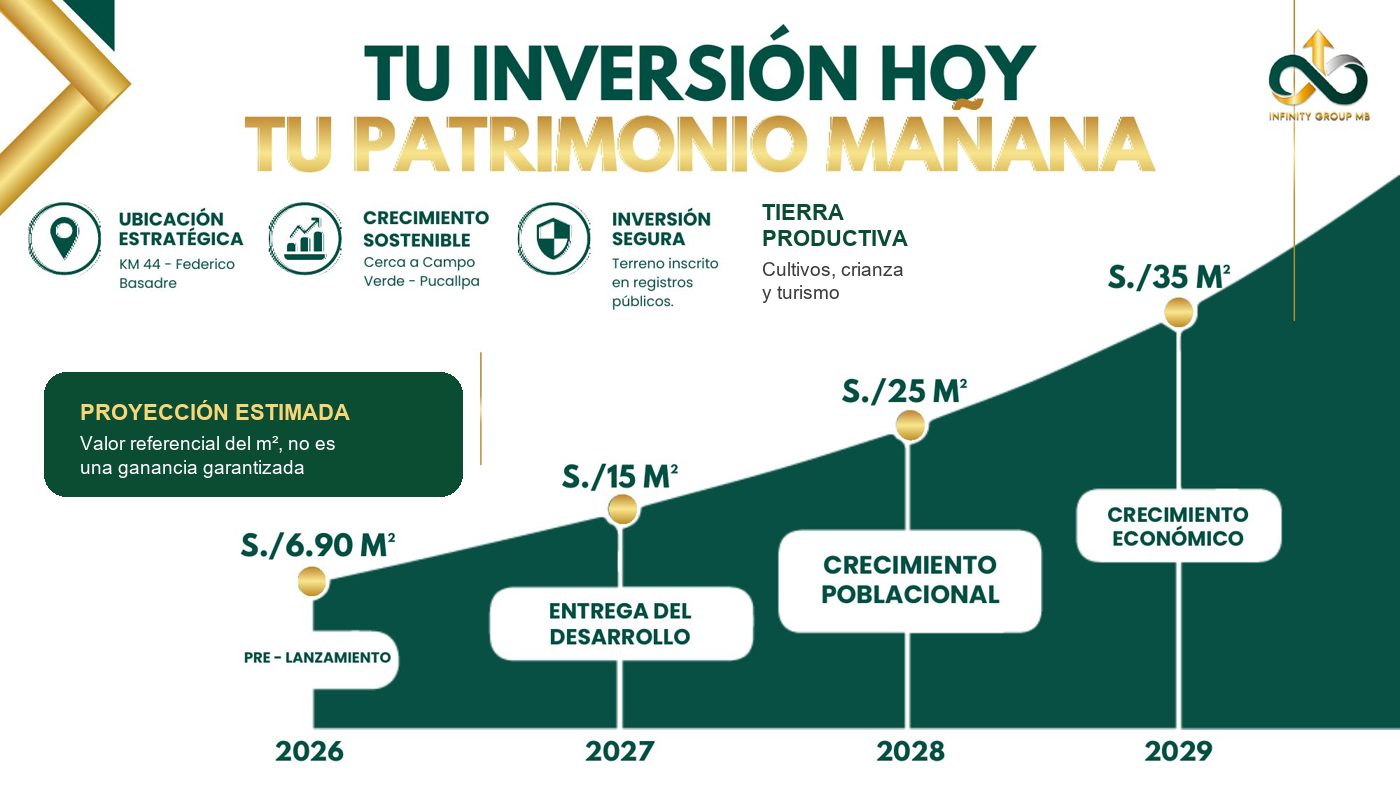 TU INVERSIÓN HOY
TU PATRIMONIO MAÑANA
INFINITY GROUP MB
UBICACIÓN
ESTRATÉGICA
KM 44 - Federico
Basadre
CRECIMIENTO
SOSTENIBLE
Cerca a Campo
Verde - Pucallpa
INVERSIÓN
SEGURA
Terreno inscrito
en registros
públicos.
TIERRA
PRODUCTIVA
Cultivos, crianza
y turismo
PROYECCIÓN ESTIMADA
Valor referencial del m², no es
una ganancia garantizada
S./6.90 M²
S./15 M²
S./25 M²
S./35 M²
PRE - LANZAMIENTO
ENTREGA DEL
DESARROLLO
CRECIMIENTO
POBLACIONAL
CRECIMIENTO
ECONÓMICO
2026
2027
2028
2029